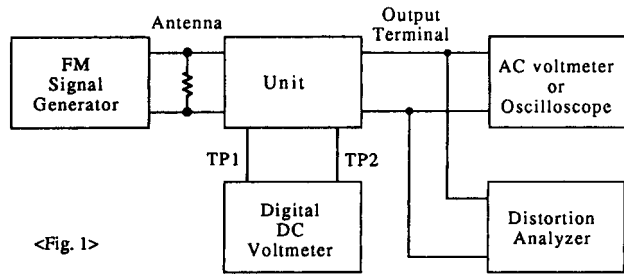 Antenna
Output
Terminal
FM
Signal
Generator
Unit
AC voltmeter
or
Oscilloscope
TP1
TP2
Digital
DC
Voltmeter
Distortion
Analyzer
<Fig. 1>